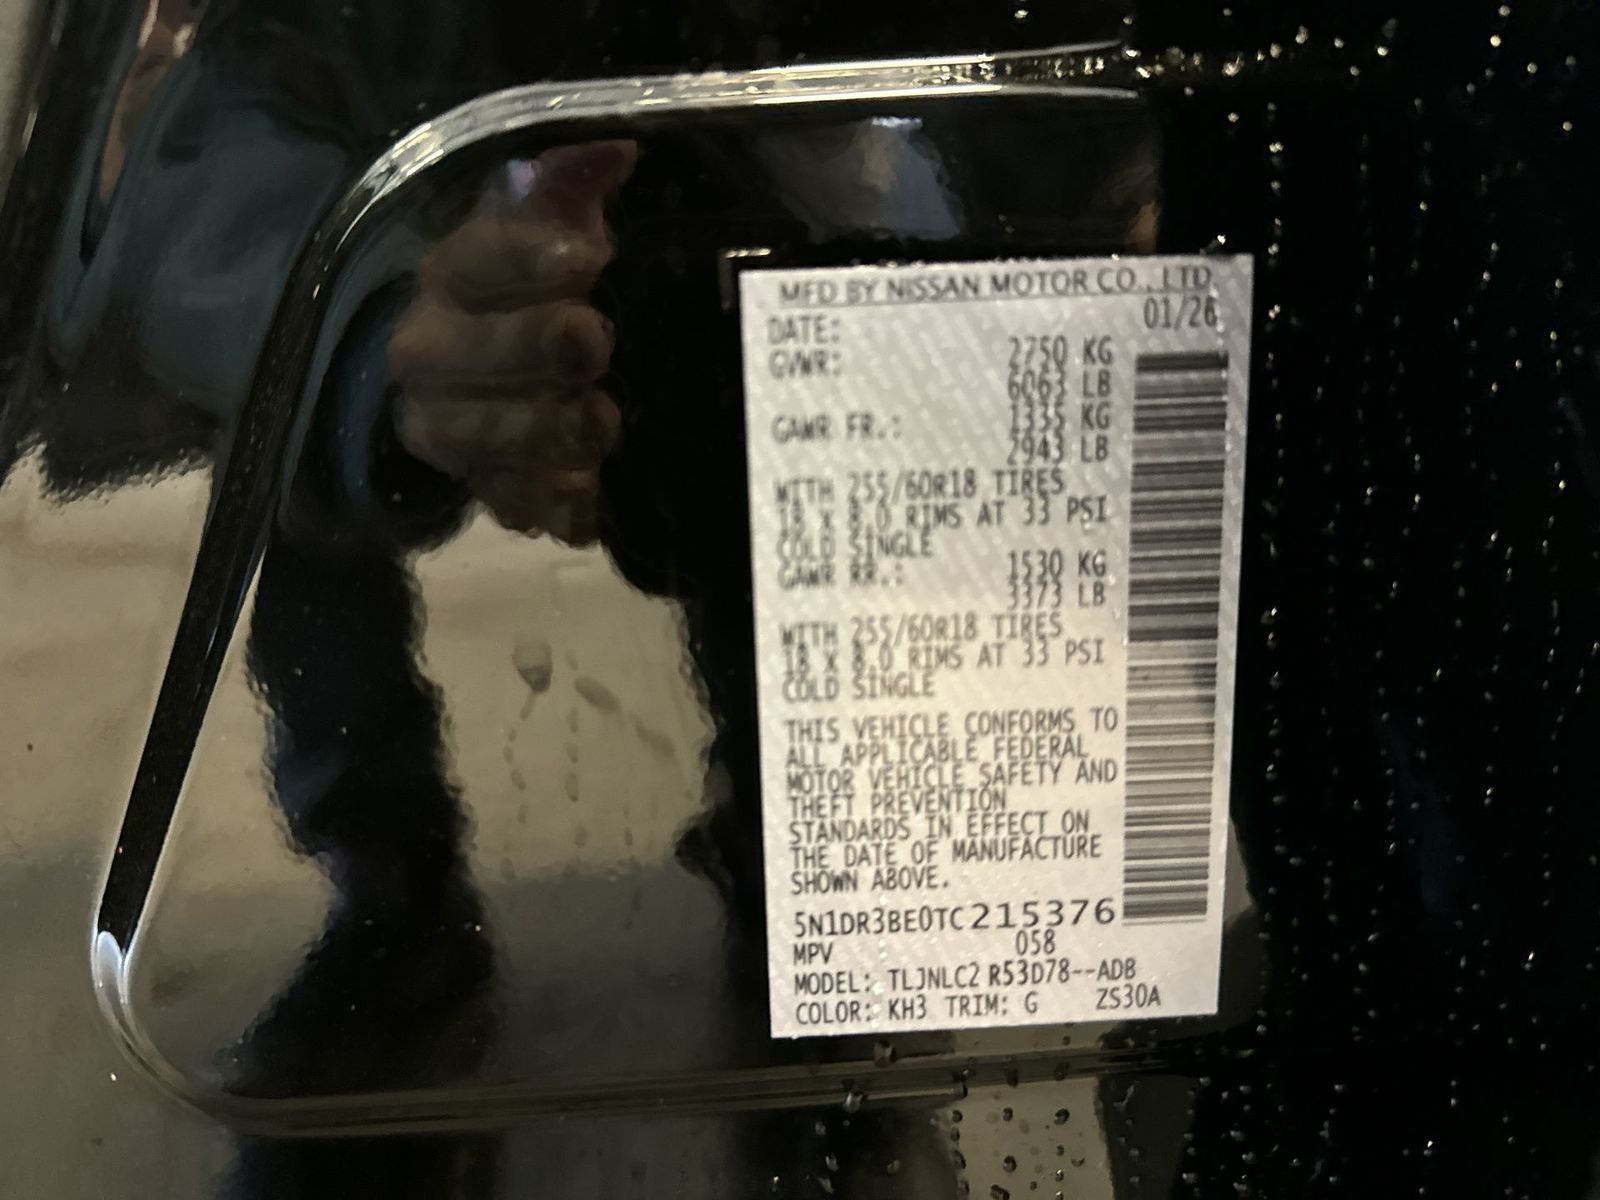 MFD BY NISSAN MOTOR CO., LTD.
DATE: 01/26
GVWR: 2750 KG
6063 LB
GAWR FR.: 1335 KG
2943 LB
WITH 255/60R18 TIRES
18 x 8.0 RIMS AT 33 PSI
COLD SINGLE
GAWR RR.: 1530 KG
3373 LB
WITH 255/60R18 TIRES
18 x 8.0 RIMS AT 33 PSI
COLD SINGLE
THIS VEHICLE CONFORMS TO
ALL APPLICABLE FEDERAL
MOTOR VEHICLE SAFETY AND
THEFT PREVENTION
STANDARDS IN EFFECT ON
THE DATE OF MANUFACTURE
SHOWN ABOVE.
5N1DR3BE0TC215376
MPV 058
MODEL: TLJNLC2 R53D78--ADB
COLOR: KH3 TRIM: G ZS30A